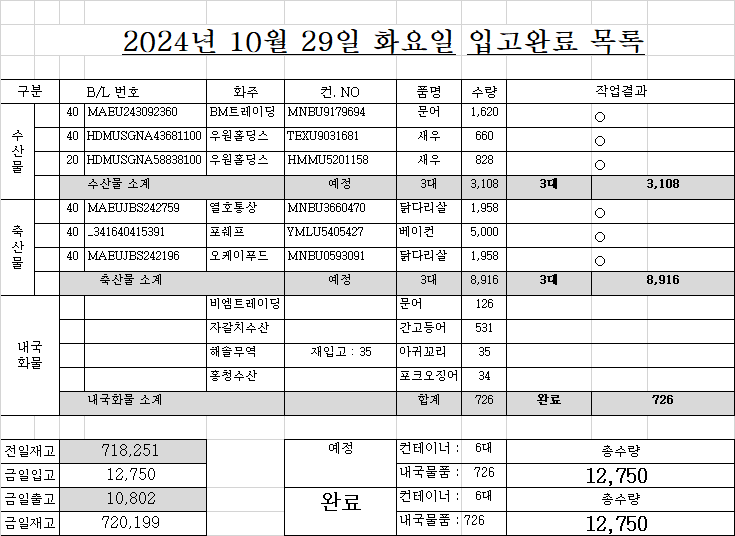 2024년 10월 29일 화요일 입고완료 목록
구분 B/L 번호 화주 컨. NO 품명 수량 작업결과
수산물
40 MAEU243092360 BM트레이딩 MNBU9179694 문어 1,620 ○
40 HDMUSGNA43681100 우원홀딩스 TEXU9031681 새우 660 ○
20 HDMUSGNA58838100 우원홀딩스 HMMU5201158 새우 828 ○
수산물 소계 예정 3대 3,108 3대 3,108
축산물
40 MAEUJBS242759 열호통상 MNBU3660470 닭다리살 1,958 ○
40 _341640415391 포쉐프 YMLU5405427 베이컨 5,000 ○
40 MAEUJBS242196 오케이푸드 MNBU0593091 닭다리살 1,958 ○
축산물 소계 예정 3대 8,916 3대 8,916
내국화물
비엠트레이딩 문어 126
자갈치수산 간고등어 531
해솔무역 재입고 : 35 아귀꼬리 35
홍청수산 포크오징어 34
내국화물 소계 합계 726 완료 726
전일재고 718,251 예정 컨테이너 : 6대 총수량
금일입고 12,750 내국물품 : 726 12,750
금일출고 10,802 완료 컨테이너 : 6대 총수량
금일재고 720,199 내국물품 : 726 12,750